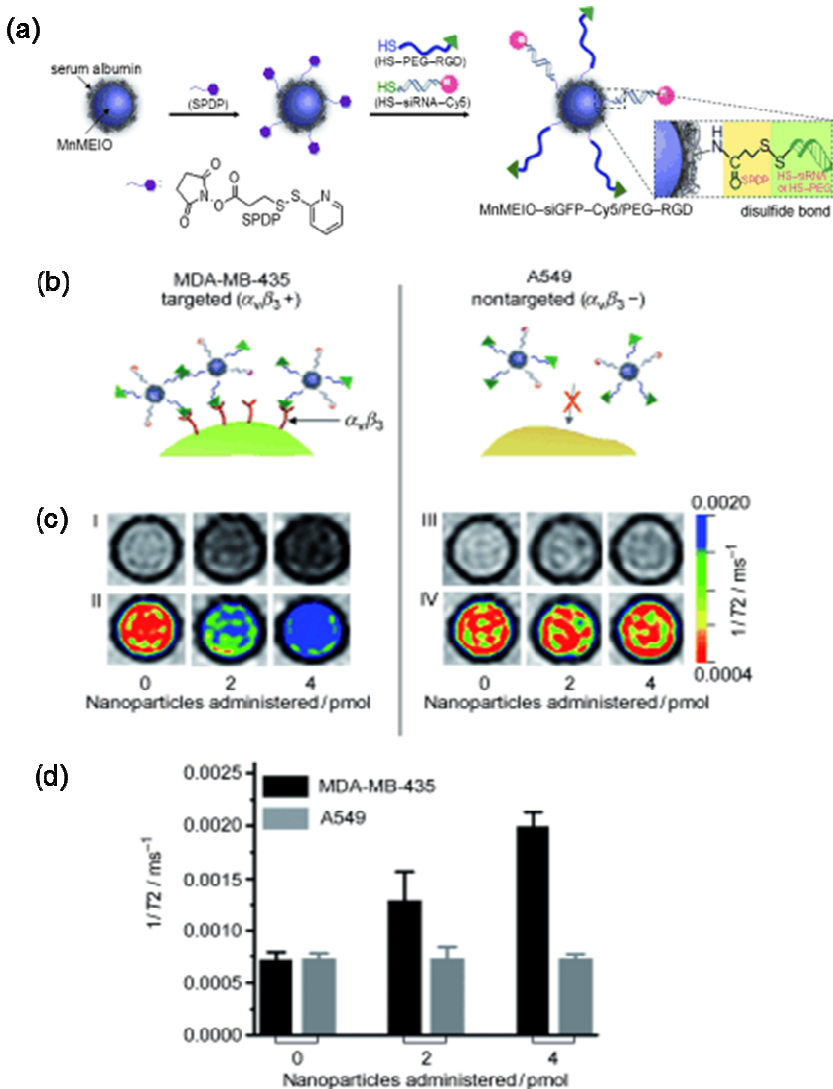 (a)
serum albumin
MnMEIO
(SPDP)
HS
(HS–PEG–RGD)
HS
(HS–siRNA–Cy5)
O
N
O
O
O
S
S
N
SPDP
MnMEIO–siGFP–Cy5/PEG–RGD
H
N
O
S
S
SPDP
HS–siRNA
or HS–PEG
disulfide bond
(b)
MDA-MB-435
targeted (αvβ3+)
A549
nontargeted (αvβ3−)
αvβ3
(c)
I
II
III
IV
0 2 4
Nanoparticles administered/pmol
0 2 4
Nanoparticles administered/pmol
0.0020
1/T2 / ms−1
0.0004
(d)
MDA-MB-435
A549
1/T2 / ms−1
0.0025
0.0020
0.0015
0.0010
0.0005
0.0000
0 2 4
Nanoparticles administered/pmol